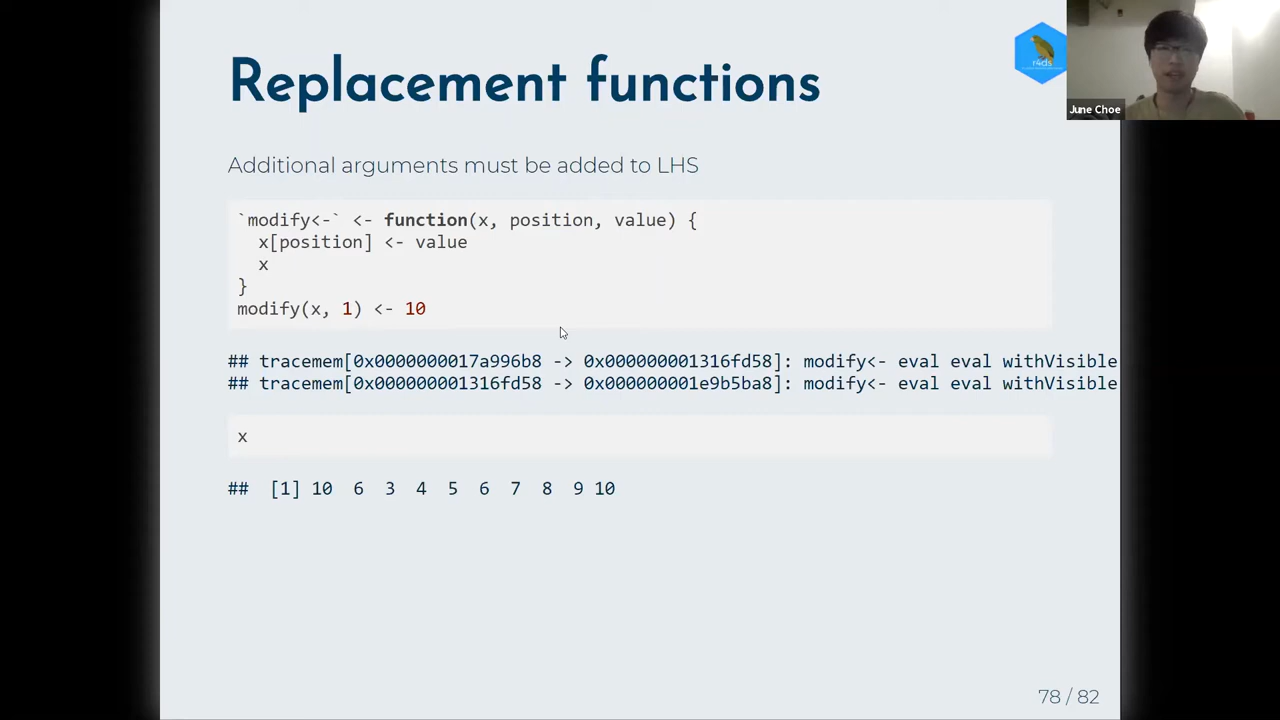 Replacement functions
r4ds
June Choe
Additional arguments must be added to LHS
`modify<-` <- function(x, position, value) {
  x[position] <- value
  x
}
modify(x, 1) <- 10
## tracemem[0x0000000017a996b8 -> 0x000000001316fd58]: modify<- eval eval withVisible
## tracemem[0x000000001316fd58 -> 0x000000001e9b5ba8]: modify<- eval eval withVisible
x
##  [1] 10  6  3  4  5  6  7  8  9 10
78 / 82